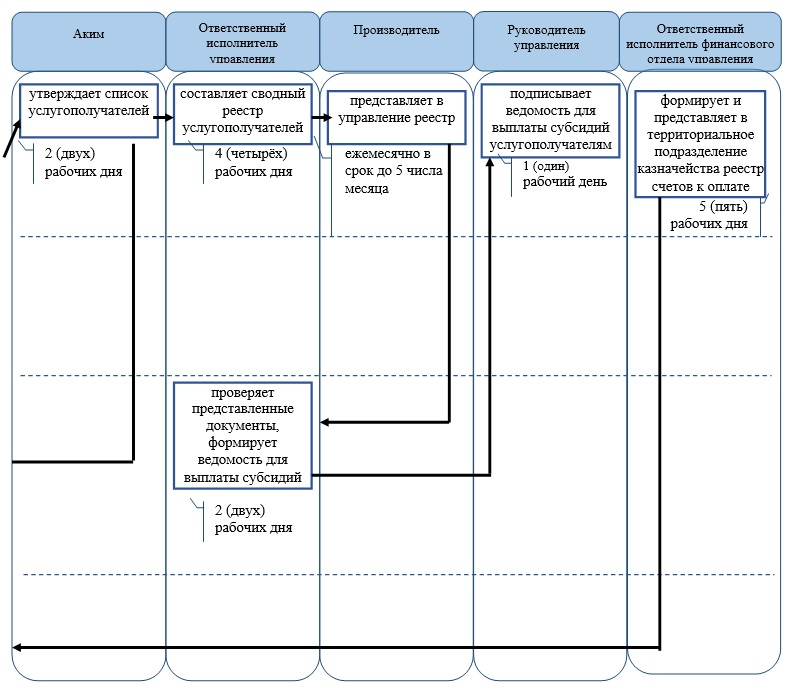 Аким
Ответственный
исполнитель
управления
Производитель
Руководитель
управления
Ответственный
исполнитель финансового
отдела управления
утверждает список
услугополучателей
2 (двух)
рабочих дня
составляет сводный
реестр
услугополучателей
4 (четырёх)
рабочих дня
представляет в
управление реестр
ежемесячно в
срок до 5 числа
месяца
подписывает
ведомость для
выплаты субсидий
услугополучателям
1 (один)
рабочий день
формирует и
представляет в
территориальное
подразделение
казначейства реестр
счетов к оплате
5 (пять)
рабочих дня
проверяет
представленные
документы,
формирует
ведомость для
выплаты субсидий
2 (двух)
рабочих дня